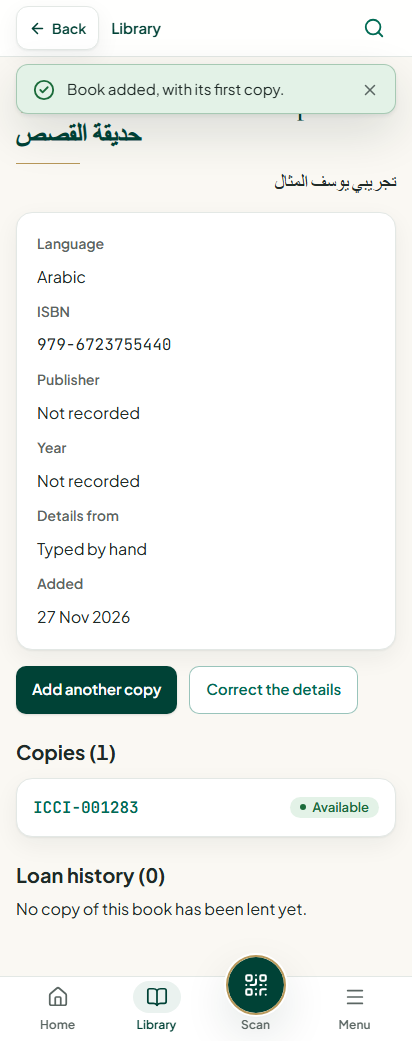 Back
Library
Book added, with its first copy.
حديقة القصص
تجريبي يوسف المثال
Language
Arabic
ISBN
979-6723755440
Publisher
Not recorded
Year
Not recorded
Details from
Typed by hand
Added
27 Nov 2026
Add another copy
Correct the details
Copies (1)
ICCI-001283
Available
Loan history (0)
No copy of this book has been lent yet.
Home
Library
Scan
Menu